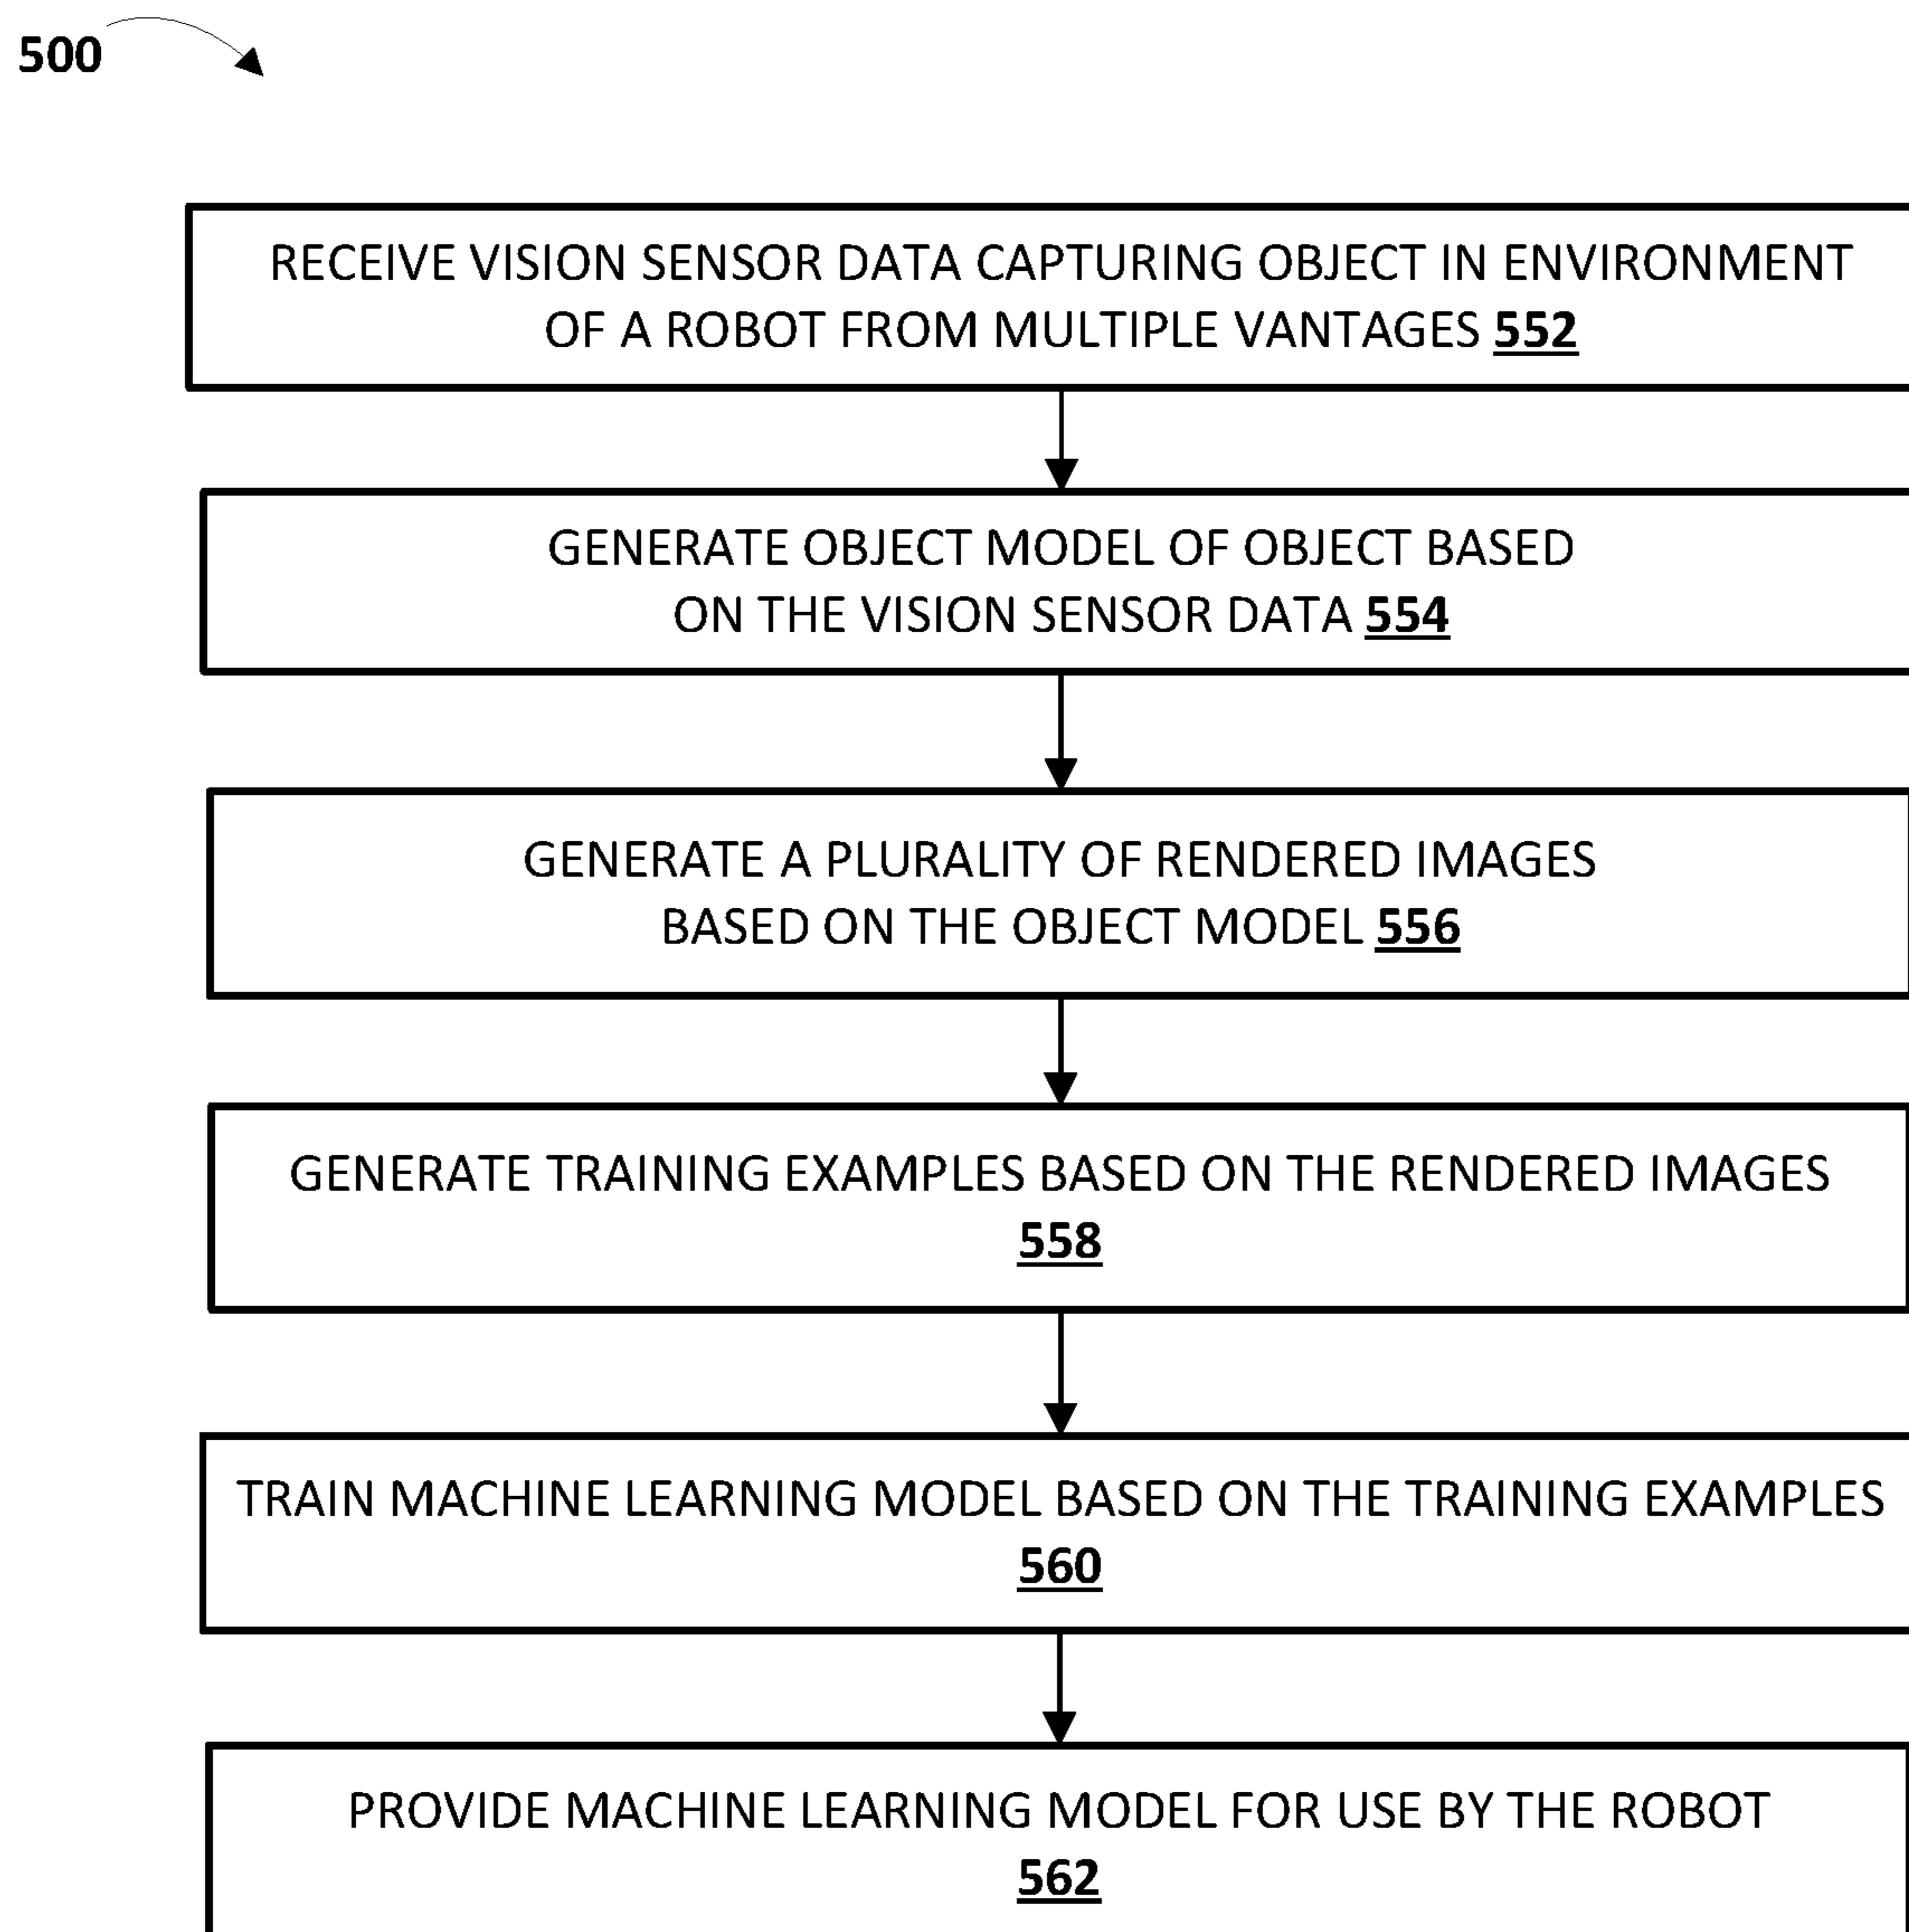 500
RECEIVE VISION SENSOR DATA CAPTURING OBJECT IN ENVIRONMENT
OF A ROBOT FROM MULTIPLE VANTAGES 552
GENERATE OBJECT MODEL OF OBJECT BASED
ON THE VISION SENSOR DATA 554
GENERATE A PLURALITY OF RENDERED IMAGES
BASED ON THE OBJECT MODEL 556
GENERATE TRAINING EXAMPLES BASED ON THE RENDERED IMAGES
558
TRAIN MACHINE LEARNING MODEL BASED ON THE TRAINING EXAMPLES
560
PROVIDE MACHINE LEARNING MODEL FOR USE BY THE ROBOT
562